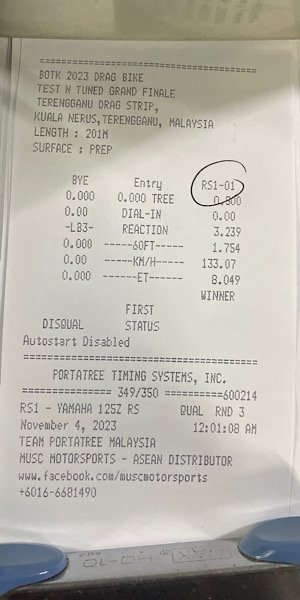 ==================================
BOTK 2023 DRAG BIKE
TEST N TUNED GRAND FINALE
TERENGGANU DRAG STRIP,
KUALA NERUS,TERENGGANU, MALAYSIA
LENGTH : 201M
SURFACE : PREP
BYE Entry RS1-01
0.000 0.000 TREE 0.500
0.00 DIAL-IN 0.00
-LB3- REACTION 3.239
0.000 -----60FT----- 1.754
0.00 -----KM/H----- 133.07
0.000 ------ET------ 8.049
WINNER
FIRST
DISQUAL STATUS
Autostart Disabled
==================================
PORTATREE TIMING SYSTEMS, INC.
============== 349/350 ==========600214
RS1 - YAMAHA 125Z RS QUAL RND 3
November 4, 2023 12:01:08 AM
TEAM PORTATREE MALAYSIA
MUSC MOTORSPORTS - ASEAN DISTRIBUTOR
www.facebook.com/muscmotorsports
+6016-6681490